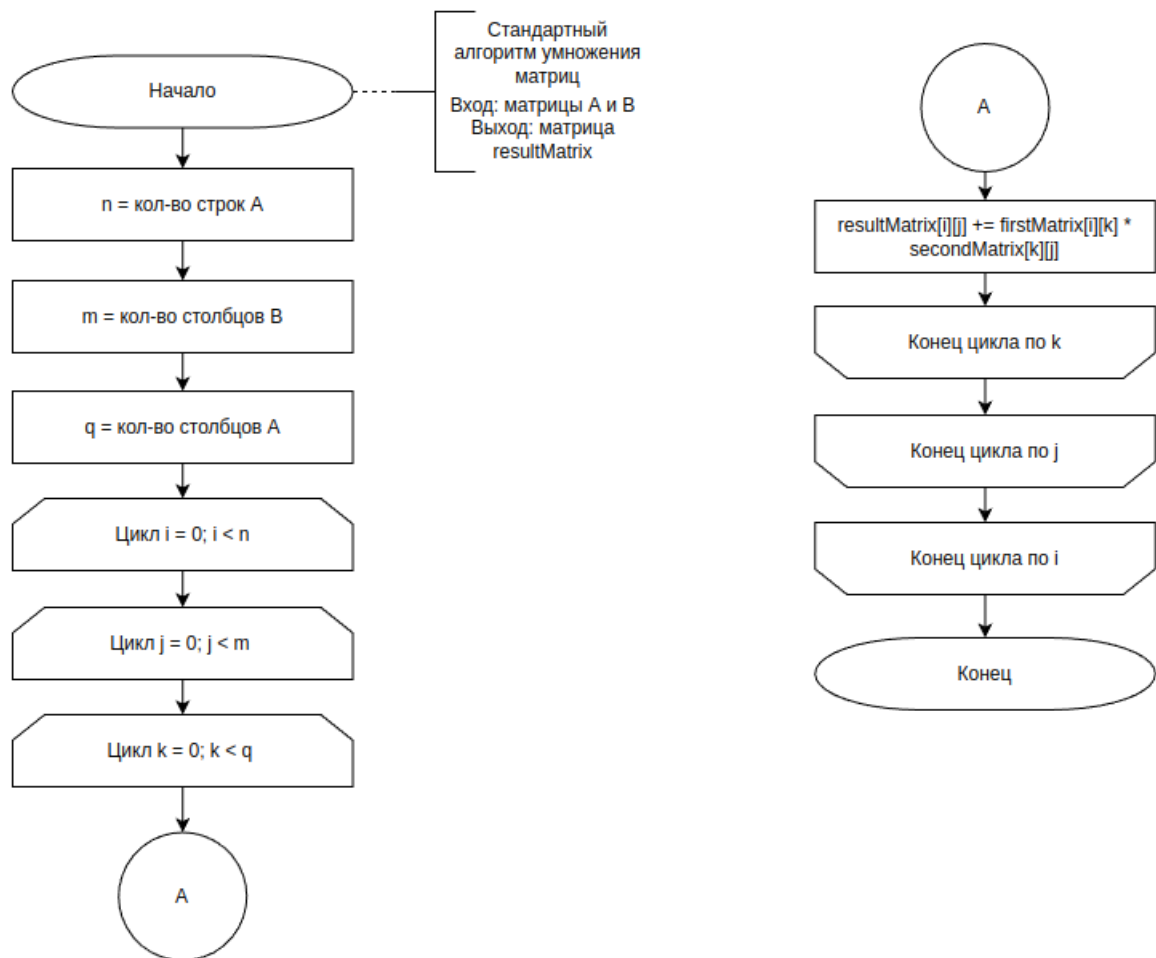 Начало
Стандартный
алгоритм умножения
матриц
Вход: матрицы A и B
Выход: матрица
resultMatrix
n = кол-во строк A
m = кол-во столбцов B
q = кол-во столбцов A
Цикл i = 0; i < n
Цикл j = 0; j < m
Цикл k = 0; k < q
A
A
resultMatrix[i][j] += firstMatrix[i][k] *
secondMatrix[k][j]
Конец цикла по k
Конец цикла по j
Конец цикла по i
Конец